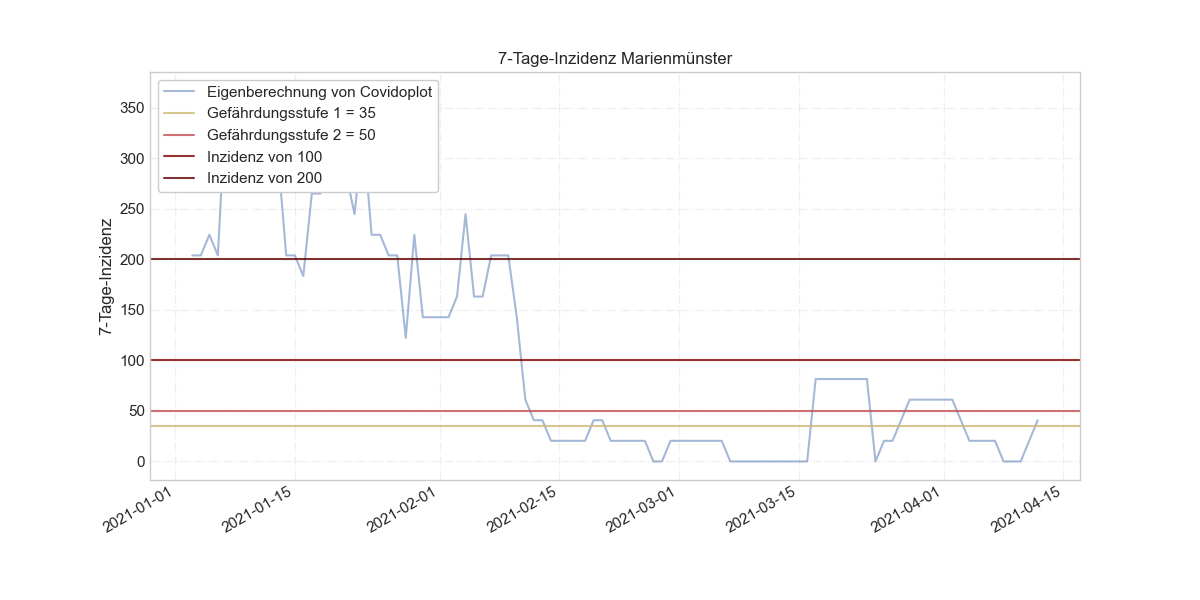 7-Tage-Inzidenz Marienmünster
Eigenberechnung von Covidoplot
Gefährdungsstufe 1 = 35
Gefährdungsstufe 2 = 50
Inzidenz von 100
Inzidenz von 200
7-Tage-Inzidenz
350
300
250
200
150
100
50
0
2021-01-01
2021-01-15
2021-02-01
2021-02-15
2021-03-01
2021-03-15
2021-04-01
2021-04-15